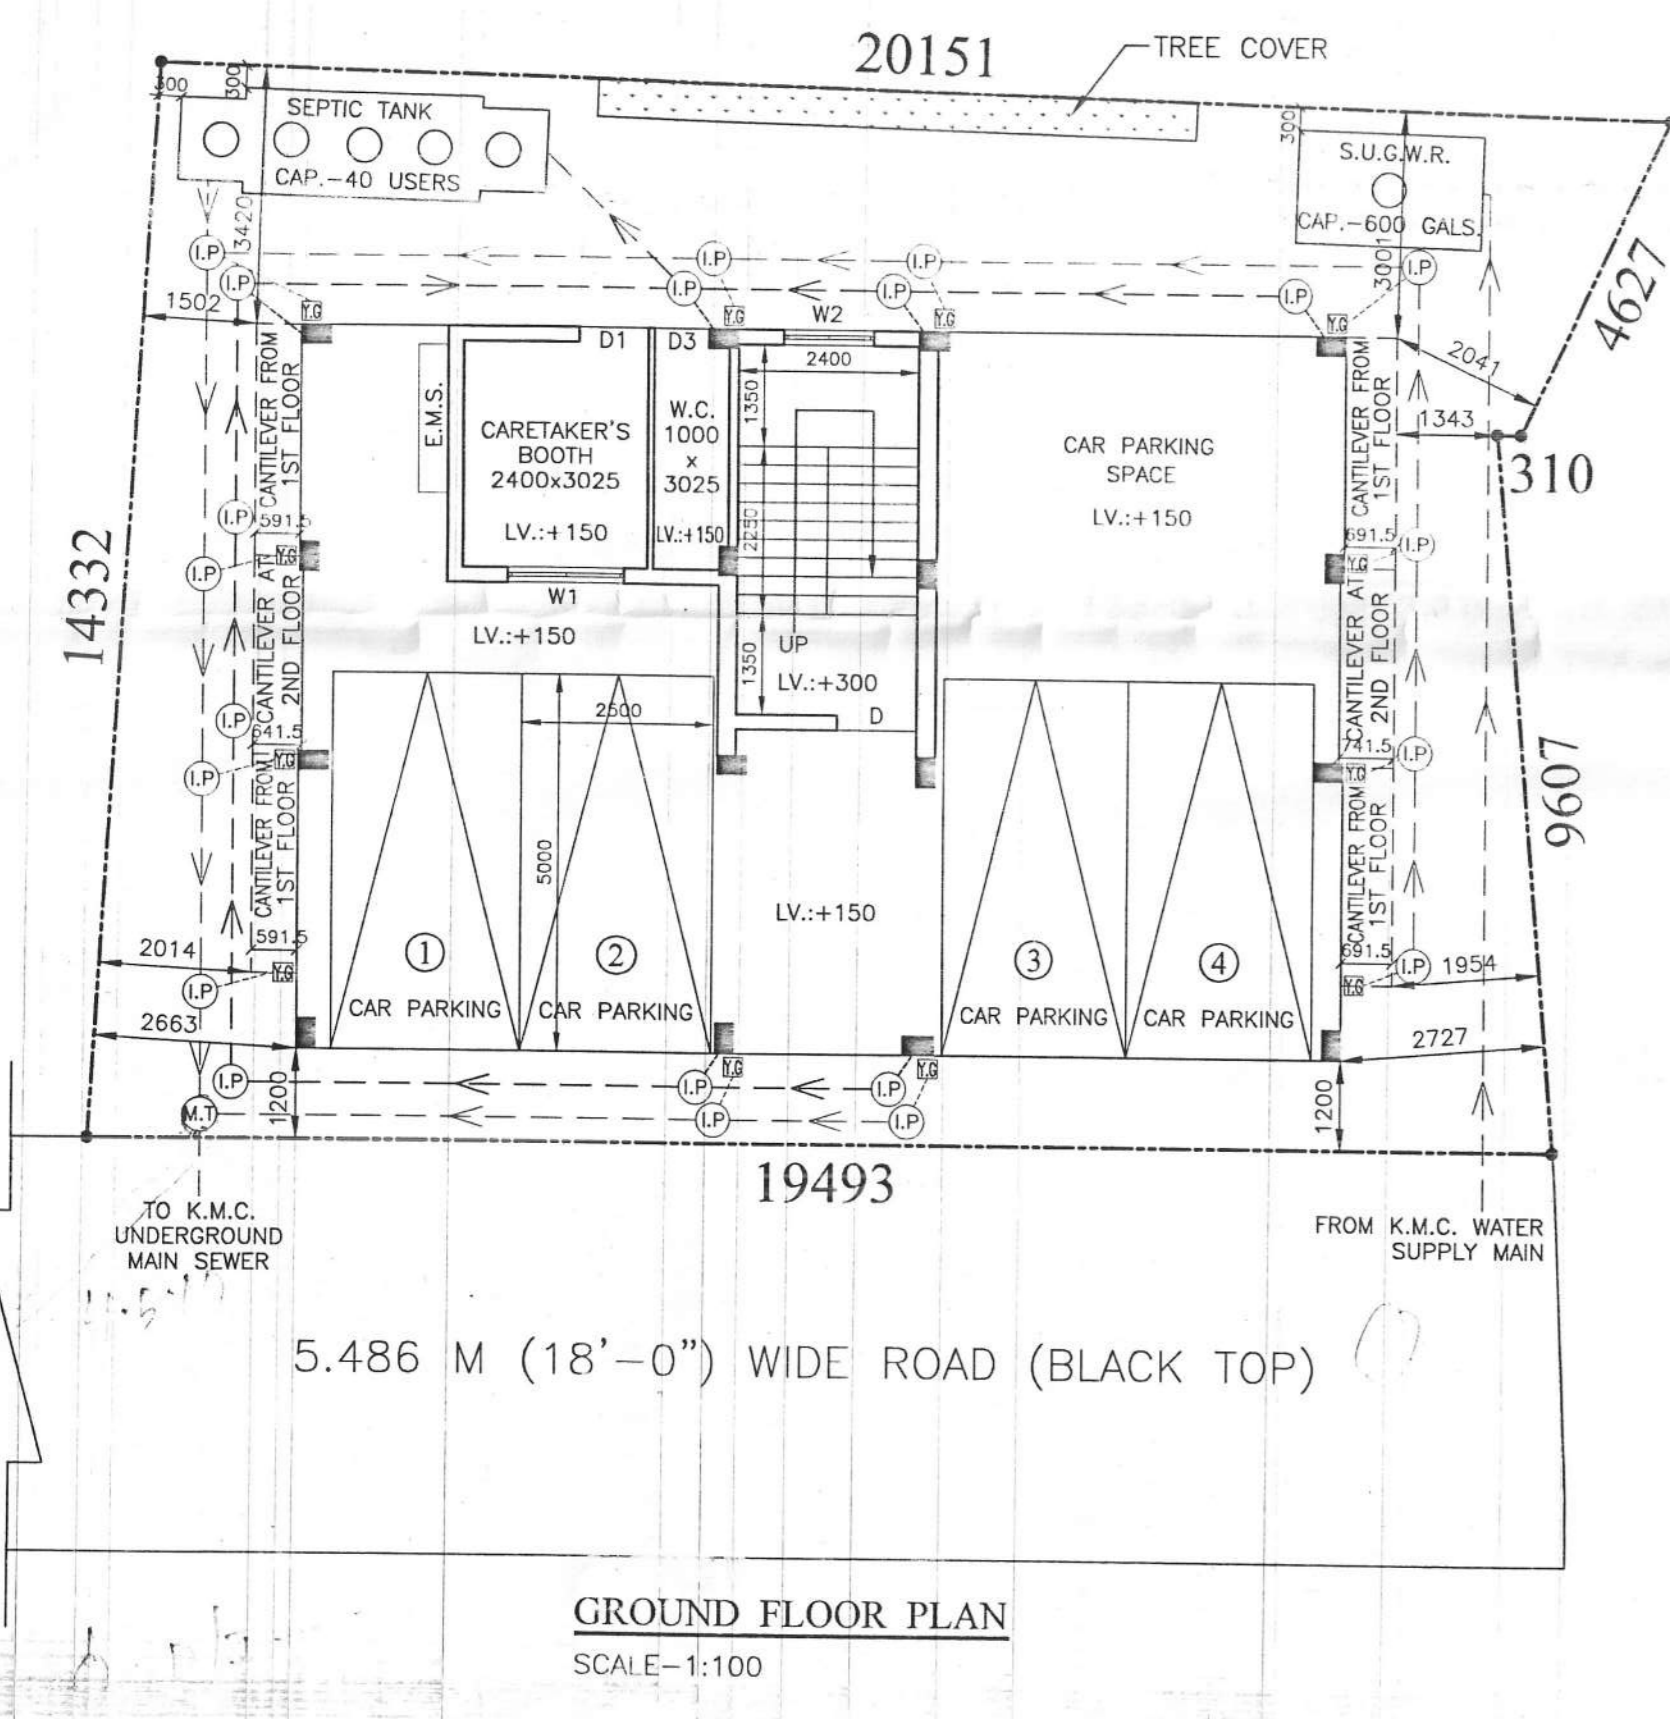 20151
TREE COVER
300
300
SEPTIC TANK
CAP.-40 USERS
3420
300
S.U.G.W.R.
CAP.-600 GALS.
3001
4627
I.P
I.P
I.P
I.P
I.P
I.P
I.P
I.P
1502
Y.G
Y.G
Y.G
Y.G
W2
2400
D1
D3
1350
2041
1343
310
E.M.S.
CARETAKER'S
BOOTH
2400x3025
LV.:+150
W.C.
1000
x
3025
LV.:+150
2250
CAR PARKING
SPACE
LV.:+150
CANTILEVER FROM
1ST FLOOR
CANTILEVER FROM
1ST FLOOR
I.P
591.5
Y.G
I.P
691.5
I.P
Y.G
14332
W1
LV.:+150
CANTILEVER AT
2ND FLOOR
CANTILEVER AT
2ND FLOOR
1350
UP
LV.:+300
D
I.P
641.5
I.P
Y.G
2500
741.5
I.P
Y.G
9607
CANTILEVER FROM
1ST FLOOR
CANTILEVER FROM
1ST FLOOR
5000
LV.:+150
591.5
2014
Y.G
I.P
1
2
3
4
CAR PARKING
CAR PARKING
CAR PARKING
CAR PARKING
691.5
I.P
1954
Y.G
2663
2727
I.P
1200
I.P
Y.G
I.P
Y.G
1200
M.T
I.P
I.P
19493
TO K.M.C.
UNDERGROUND
MAIN SEWER
FROM K.M.C. WATER
SUPPLY MAIN
5.486 M (18'-0") WIDE ROAD (BLACK TOP)
GROUND FLOOR PLAN
SCALE-1:100